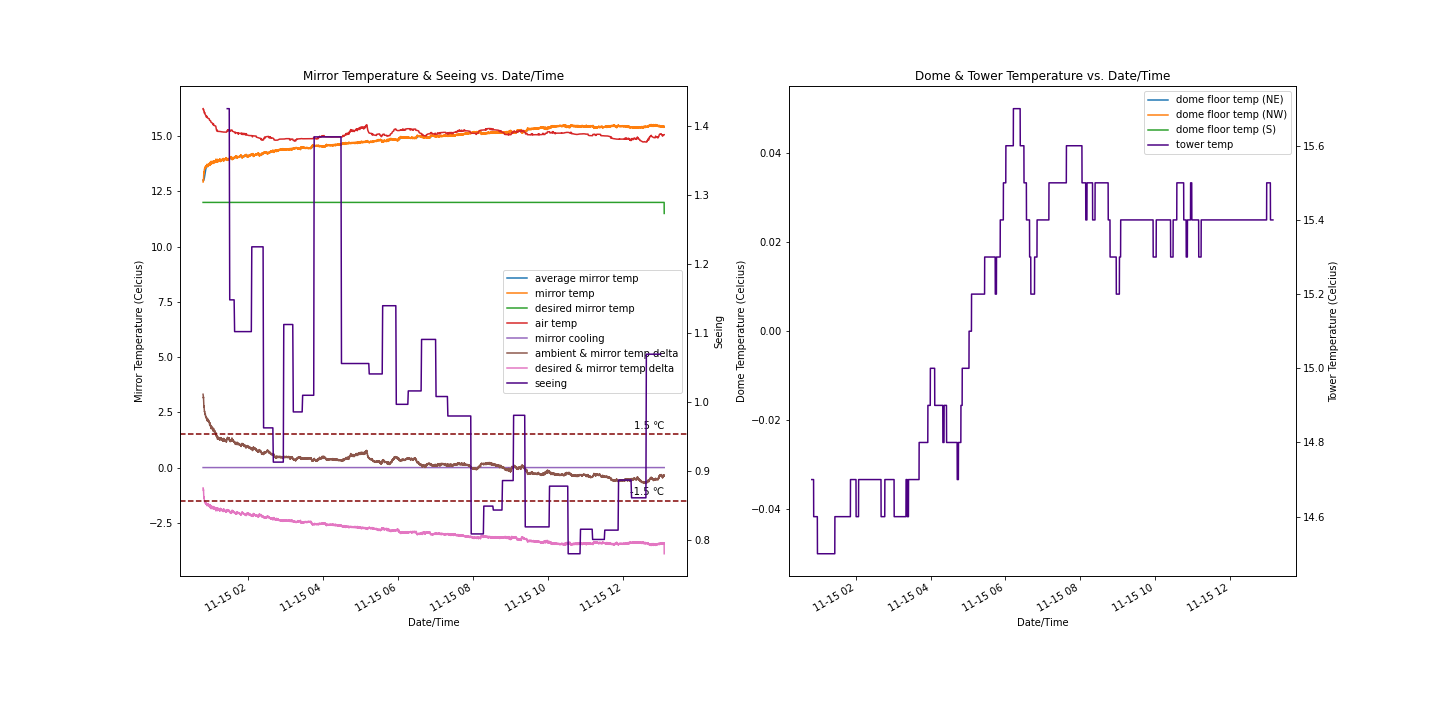 Mirror Temperature & Seeing vs. Date/Time
Mirror Temperature (Celcius)
15.0
12.5
10.0
7.5
5.0
2.5
0.0
−2.5
1.4
1.3
1.2
1.1
1.0
0.9
0.8
Seeing
average mirror temp
mirror temp
desired mirror temp
air temp
mirror cooling
ambient & mirror temp delta
desired & mirror temp delta
seeing
1.5 °C
-1.5 °C
11-15 02
11-15 04
11-15 06
11-15 08
11-15 10
11-15 12
Date/Time
Dome & Tower Temperature vs. Date/Time
Dome Temperature (Celcius)
0.04
0.02
0.00
−0.02
−0.04
dome floor temp (NE)
dome floor temp (NW)
dome floor temp (S)
tower temp
15.6
15.4
15.2
15.0
14.8
14.6
Tower Temperature (Celcius)
11-15 02
11-15 04
11-15 06
11-15 08
11-15 10
11-15 12
Date/Time